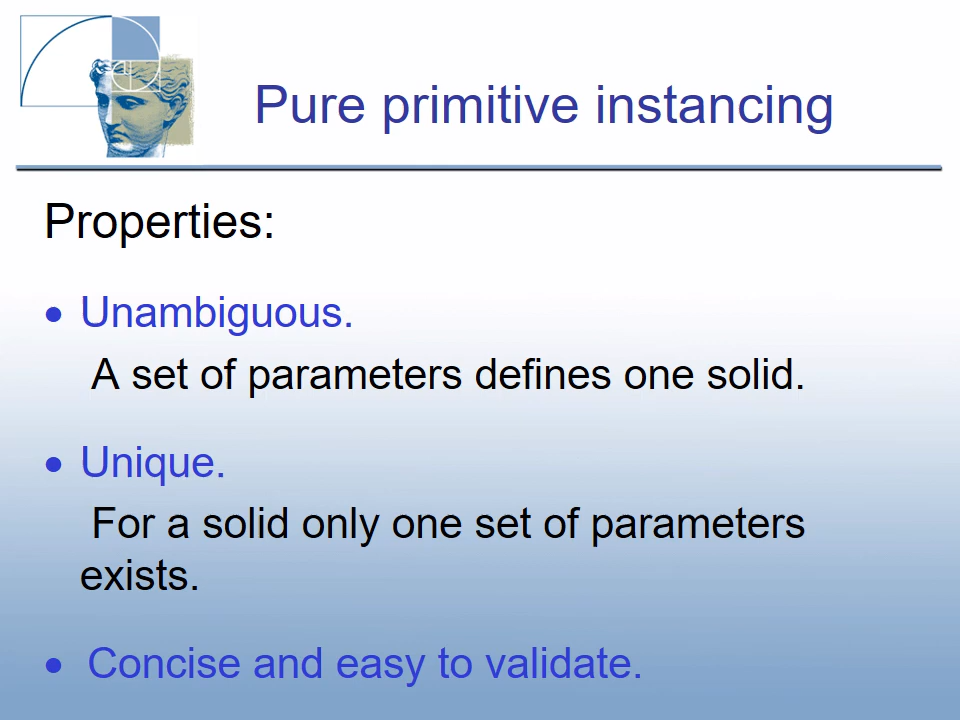 Pure primitive instancing
Properties:
• Unambiguous.
A set of parameters defines one solid.
• Unique.
For a solid only one set of parameters
exists.
• Concise and easy to validate.